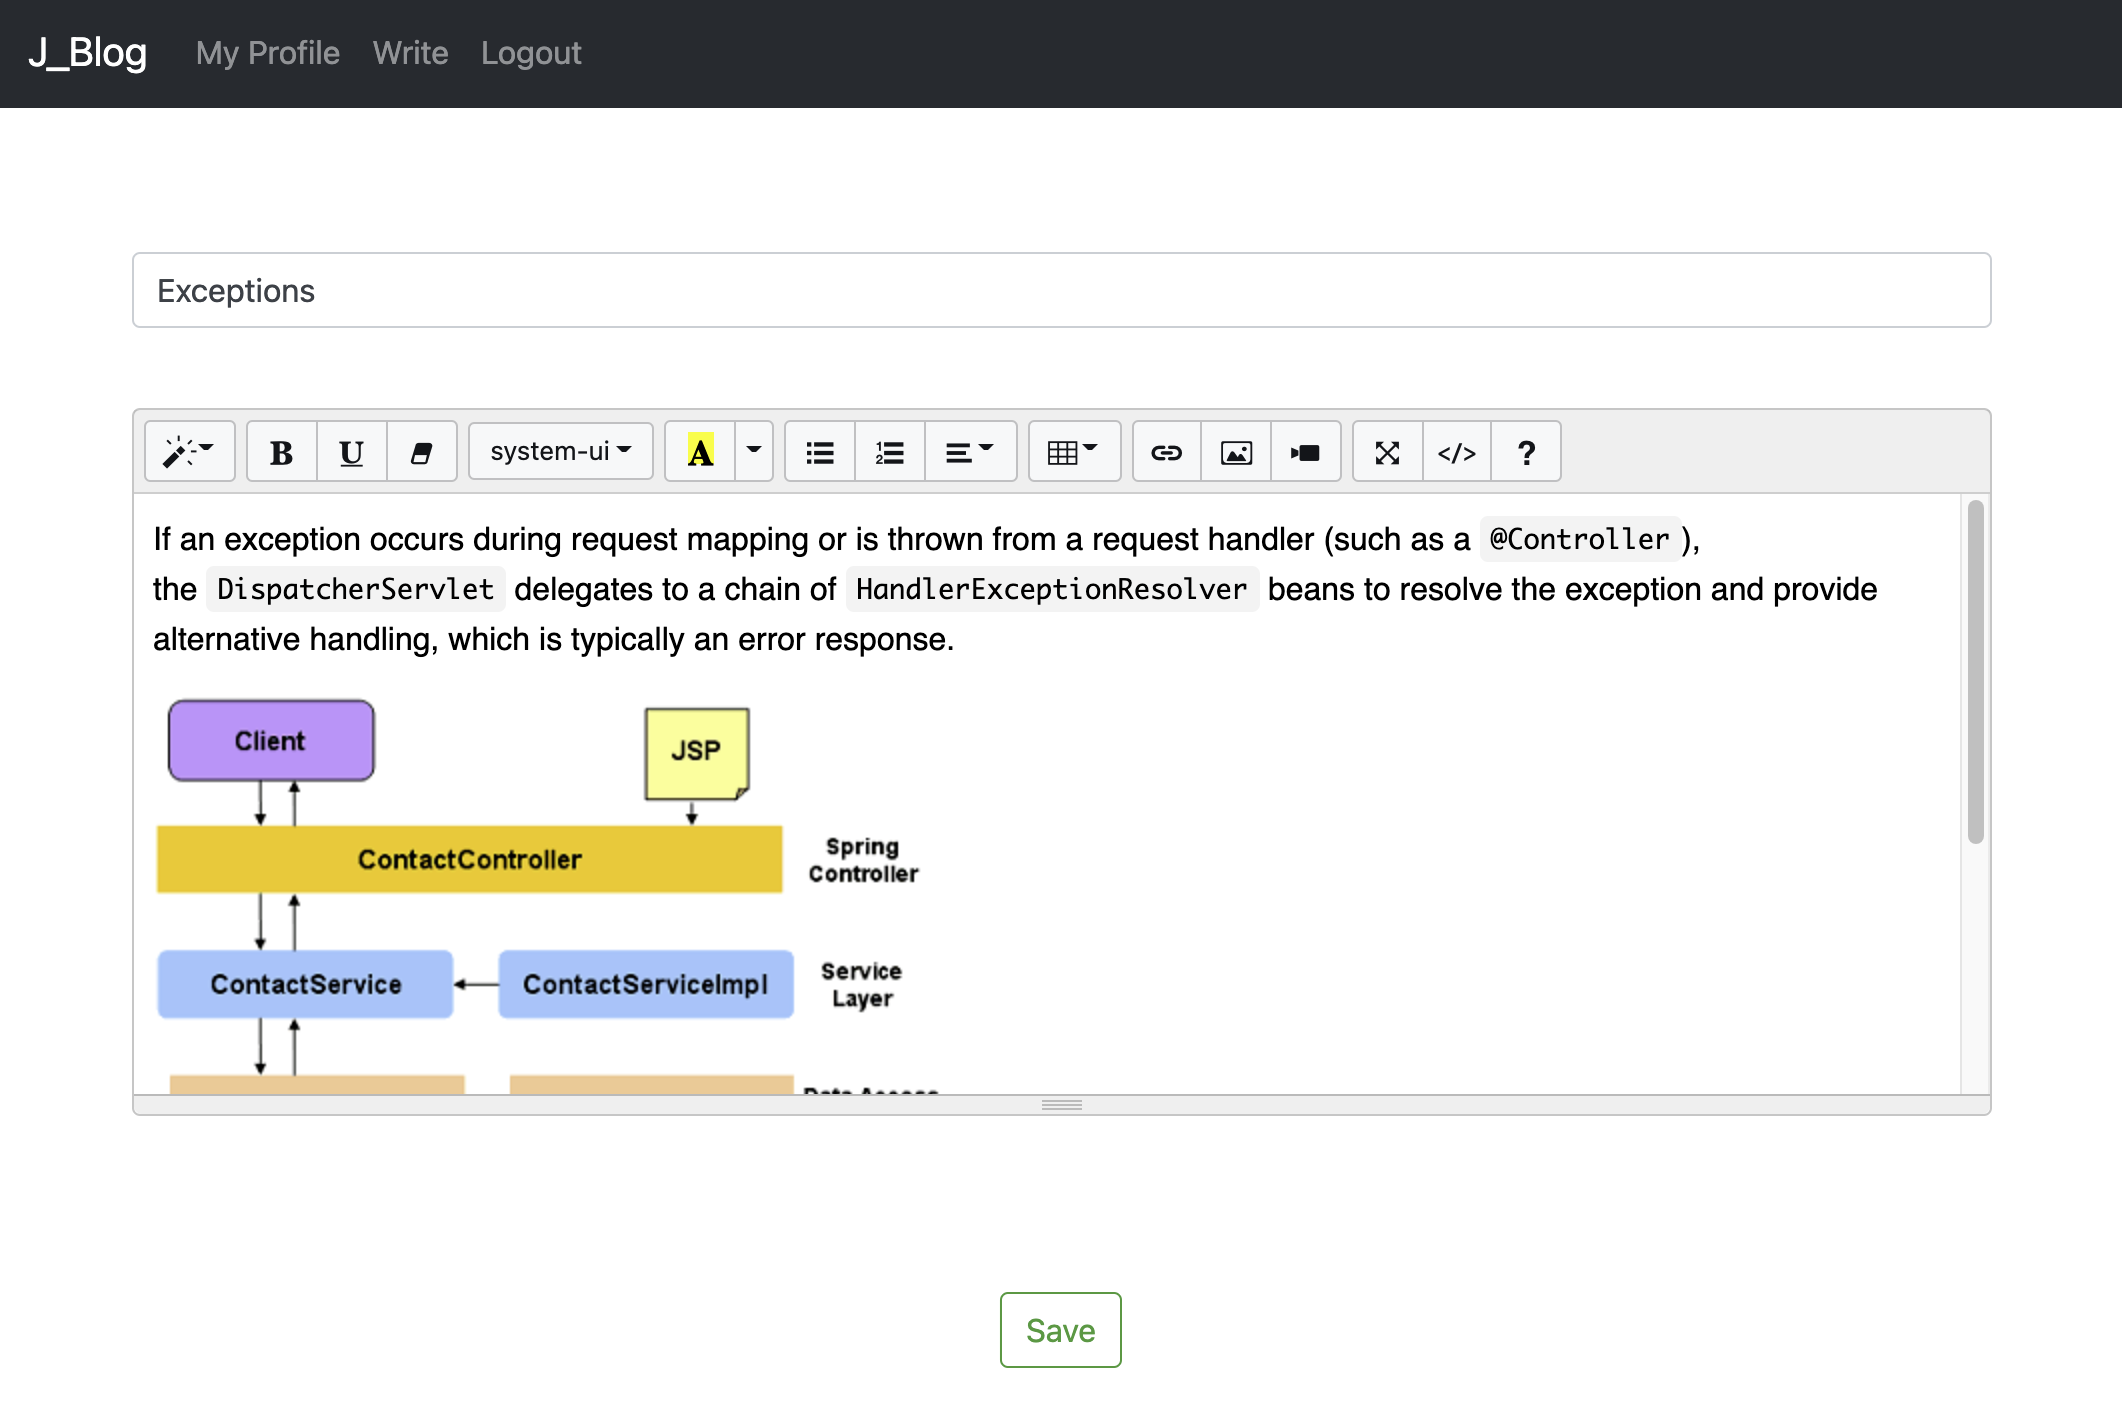 J_Blog My Profile Write Logout
Exceptions
B U system-ui A </> ?
If an exception occurs during request mapping or is thrown from a request handler (such as a @Controller ),
the DispatcherServlet delegates to a chain of HandlerExceptionResolver beans to resolve the exception and provide
alternative handling, which is typically an error response.
Client
JSP
ContactController
Spring
Controller
ContactService
ContactServiceImpl
Service
Layer
Data Access
Save